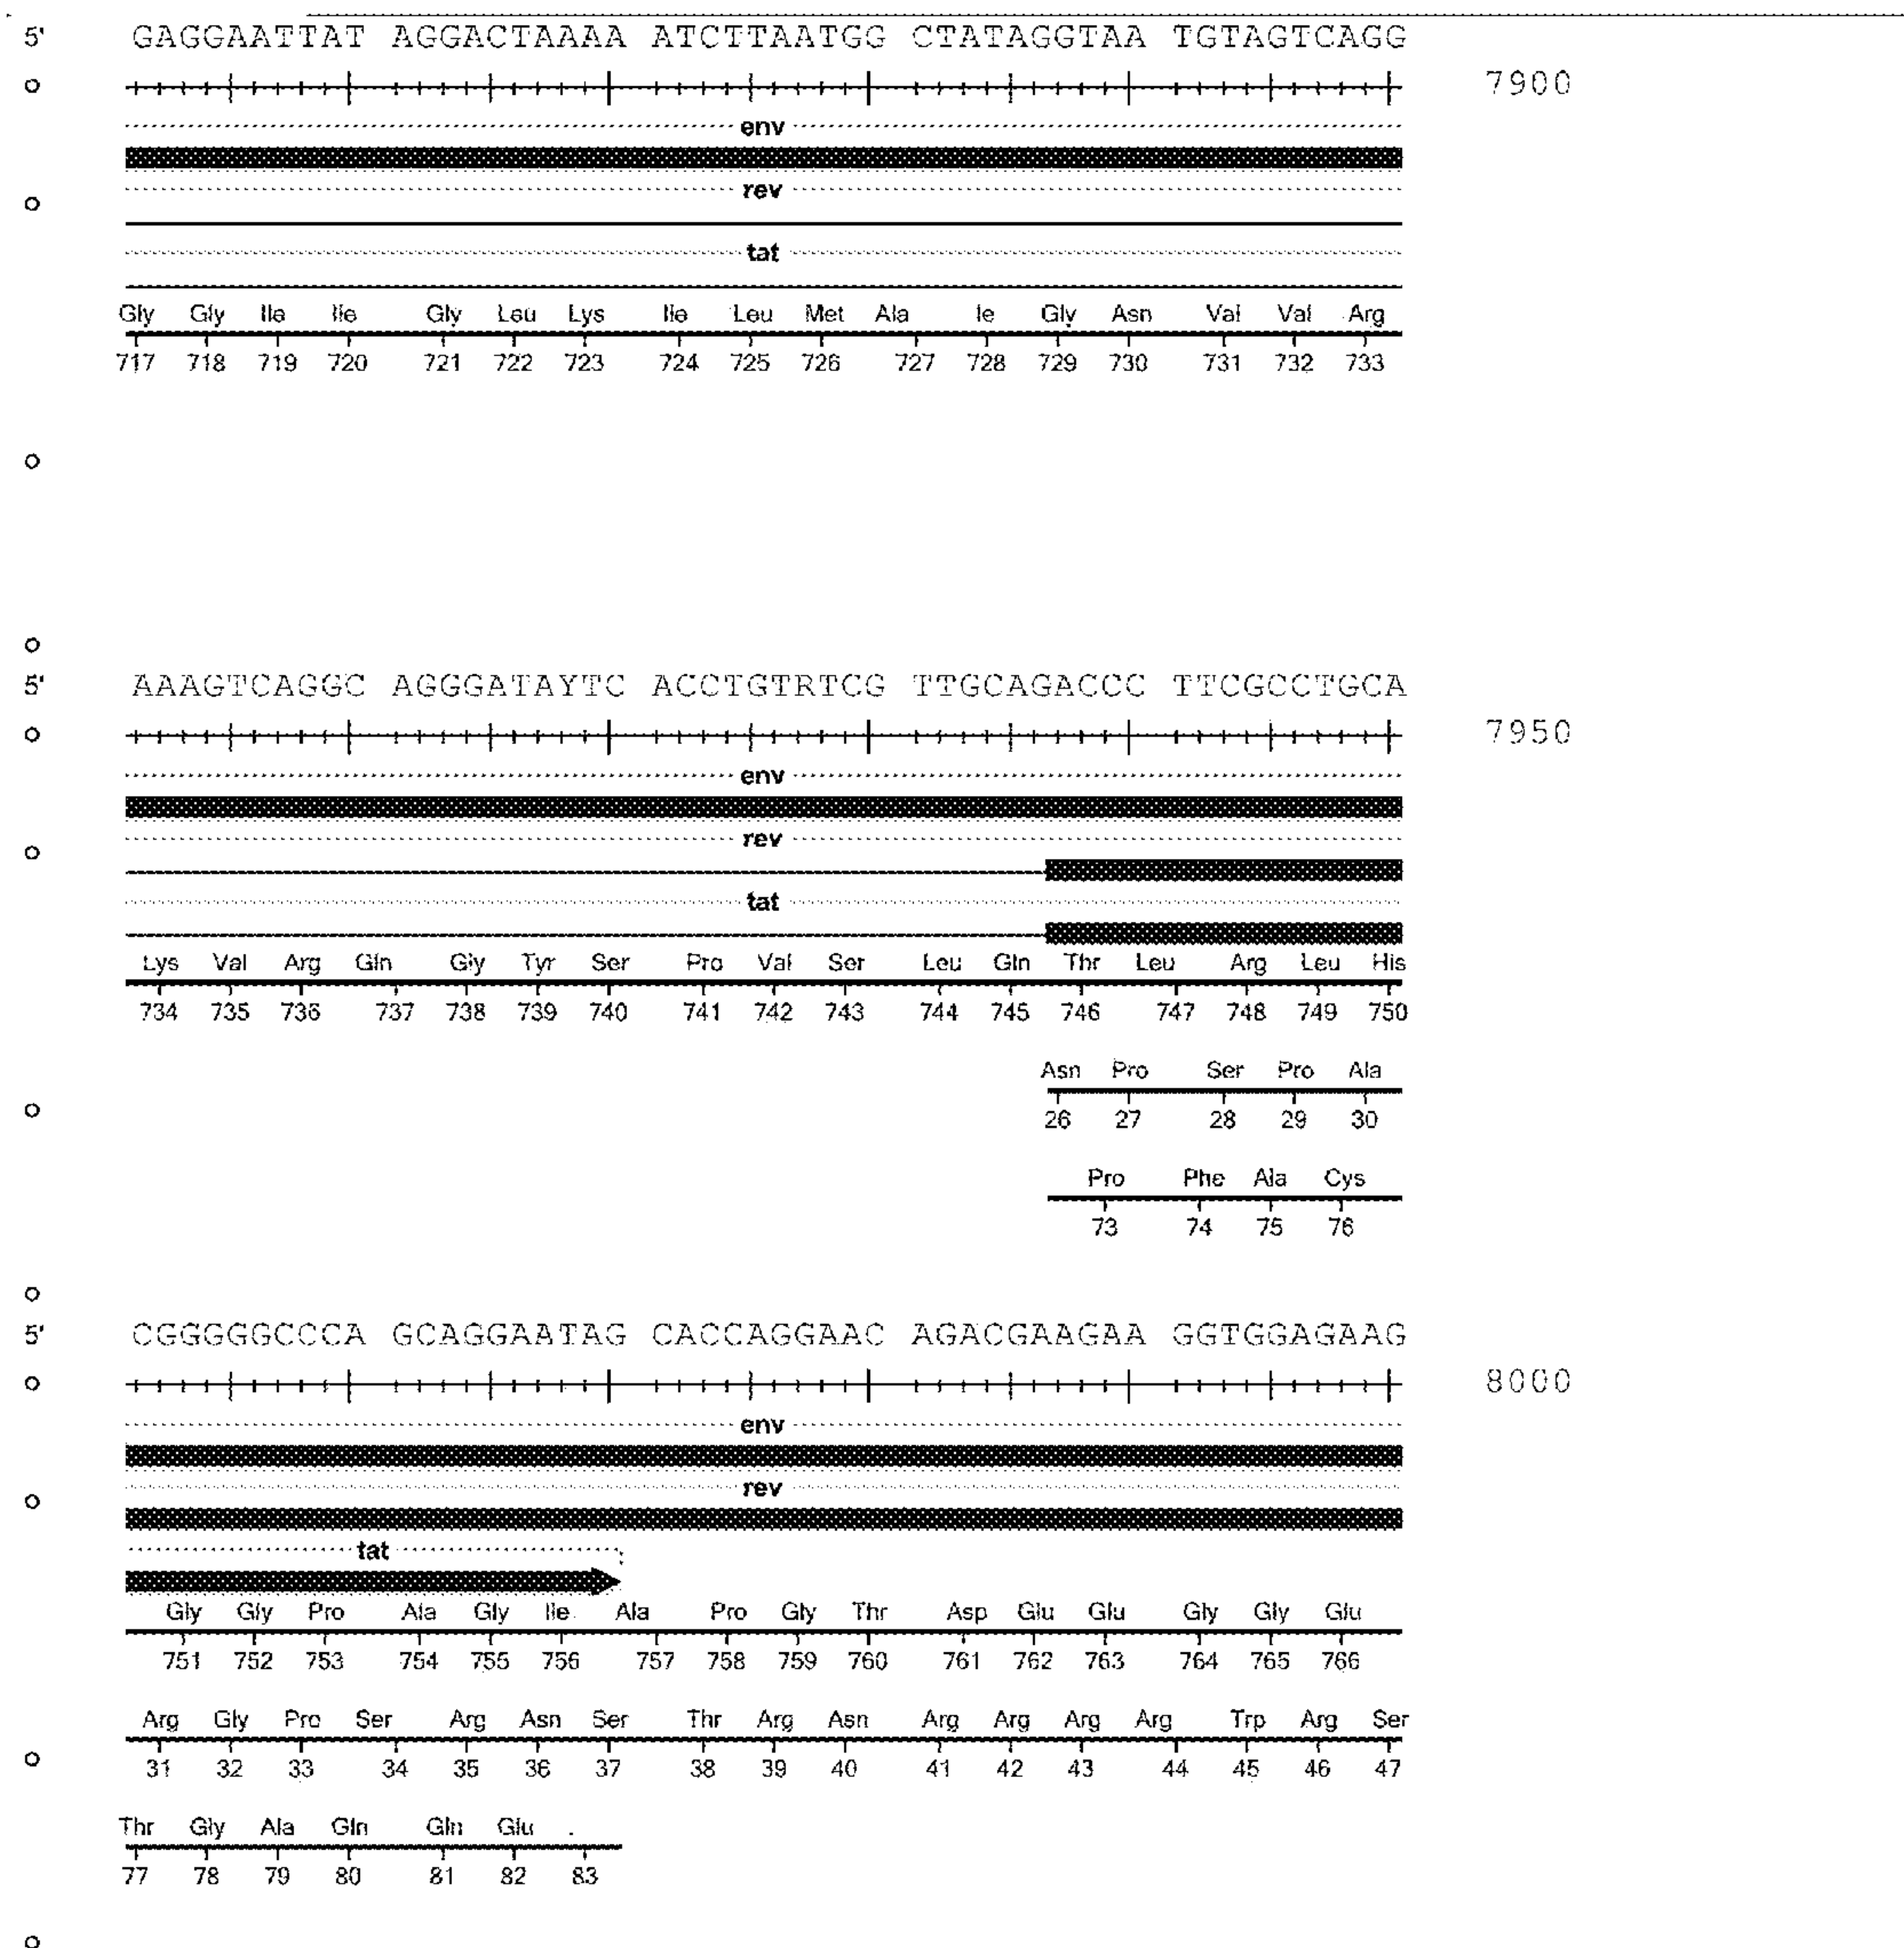 5' GAGGAATTAT AGGACTAAAA ATCTTAATGG CTATAGGTAA TGTAGTCAGG
7900
env
rev
tat
Gly Gly Ile Ile Gly Leu Lys Ile Leu Met Ala Ie Gly Asn Val Val Arg
717 718 719 720 721 722 723 724 725 726 727 728 729 730 731 732 733
5' AAAGTCAGGC AGGGATAYTC ACCTGTRTCG TTGCAGACCC TTCGCCTGCA
7950
env
rev
tat
Lys Val Arg Gln Gly Tyr Ser Pro Val Ser Leu Gln Thr Leu Arg Leu His
734 735 736 737 738 739 740 741 742 743 744 745 746 747 748 749 750
Asn Pro Ser Pro Ala
26 27 28 29 30
Pro Phe Ala Cys
73 74 75 76
5' CGGGGGCCCA GCAGGAATAG CACCAGGAAC AGACGAAGAA GGTGGAGAAG
8000
env
rev
tat
Gly Gly Pro Ala Gly Ile Ala Pro Gly Thr Asp Glu Glu Gly Gly Glu
751 752 753 754 755 756 757 758 759 760 761 762 763 764 765 766
Arg Gly Pro Ser Arg Asn Ser Thr Arg Asn Arg Arg Arg Arg Trp Arg Ser
31 32 33 34 35 36 37 38 39 40 41 42 43 44 45 46 47
Thr Gly Ala Gln Gln Glu .
77 78 79 80 81 82 83